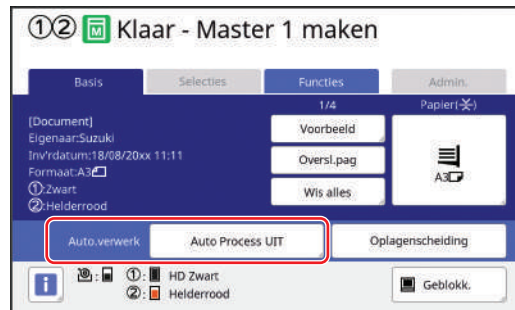 ①② M Klaar - Master 1 maken
Basis Selecties Functies Admin.
1/4 Papier(-)
[Document]
Eigenaar:Suzuki
Inv'rdatum:18/08/20xx 11:11
Formaat:A3
①:Zwart
②:Helderrood
Voorbeeld
Oversl.pag
Wis alles
A3
Auto.verwerk Auto Process UIT Oplagenscheiding
i : ①: HD Zwart
②: Helderrood
Geblokk.